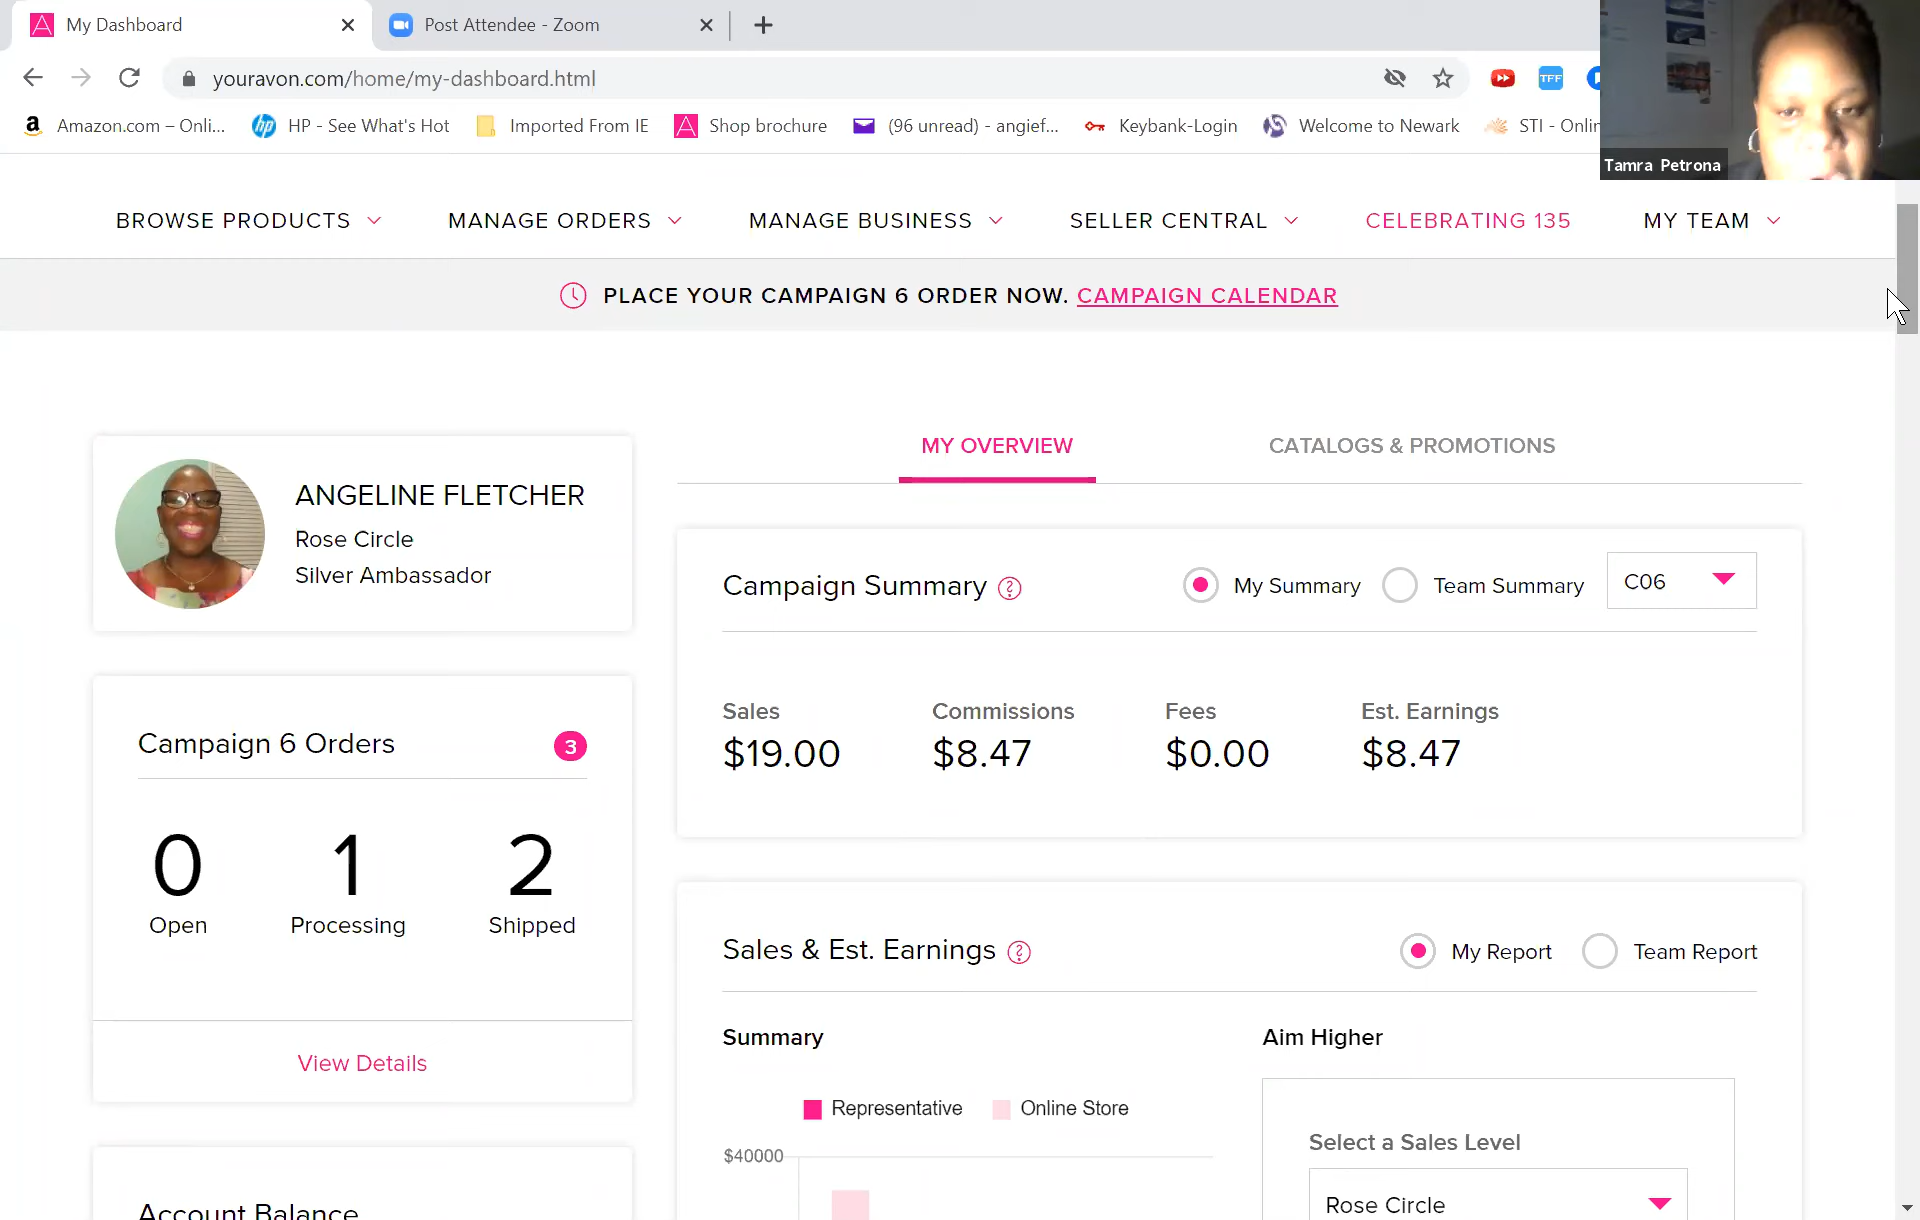 My Dashboard
Post Attendee - Zoom
youravon.com/home/my-dashboard.html
TFF
Amazon.com – Onli...
HP - See What's Hot
Imported From IE
Shop brochure
(96 unread) - angief...
Keybank-Login
Welcome to Newark
STI - Onlin
Tamra Petrona
BROWSE PRODUCTS
MANAGE ORDERS
MANAGE BUSINESS
SELLER CENTRAL
CELEBRATING 135
MY TEAM
PLACE YOUR CAMPAIGN 6 ORDER NOW. CAMPAIGN CALENDAR
ANGELINE FLETCHER
Rose Circle
Silver Ambassador
Campaign 6 Orders 3
0 1 2
Open Processing Shipped
View Details
Account Balance
MY OVERVIEW
CATALOGS & PROMOTIONS
Campaign Summary ?
My Summary
Team Summary
C06
Sales Commissions Fees Est. Earnings
$19.00 $8.47 $0.00 $8.47
Sales & Est. Earnings ?
My Report
Team Report
Summary
Representative
Online Store
$40000
Aim Higher
Select a Sales Level
Rose Circle